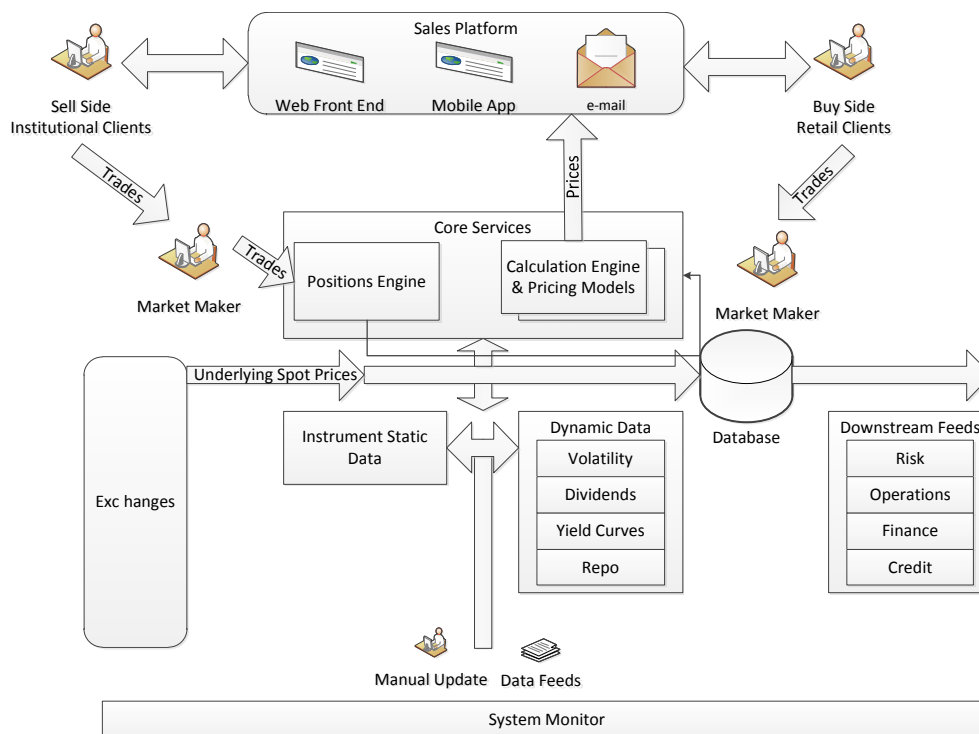 Sales Platform
Web Front End
Mobile App
e-mail
Sell Side
Institutional Clients
Buy Side
Retail Clients
Trades
Trades
Prices
Core Services
Trades
Positions Engine
Calculation Engine
& Pricing Models
Market Maker
Market Maker
Underlying Spot Prices
Exc hanges
Instrument Static
Data
Dynamic Data
Volatility
Dividends
Yield Curves
Repo
Database
Downstream Feeds
Risk
Operations
Finance
Credit
Manual Update
Data Feeds
System Monitor